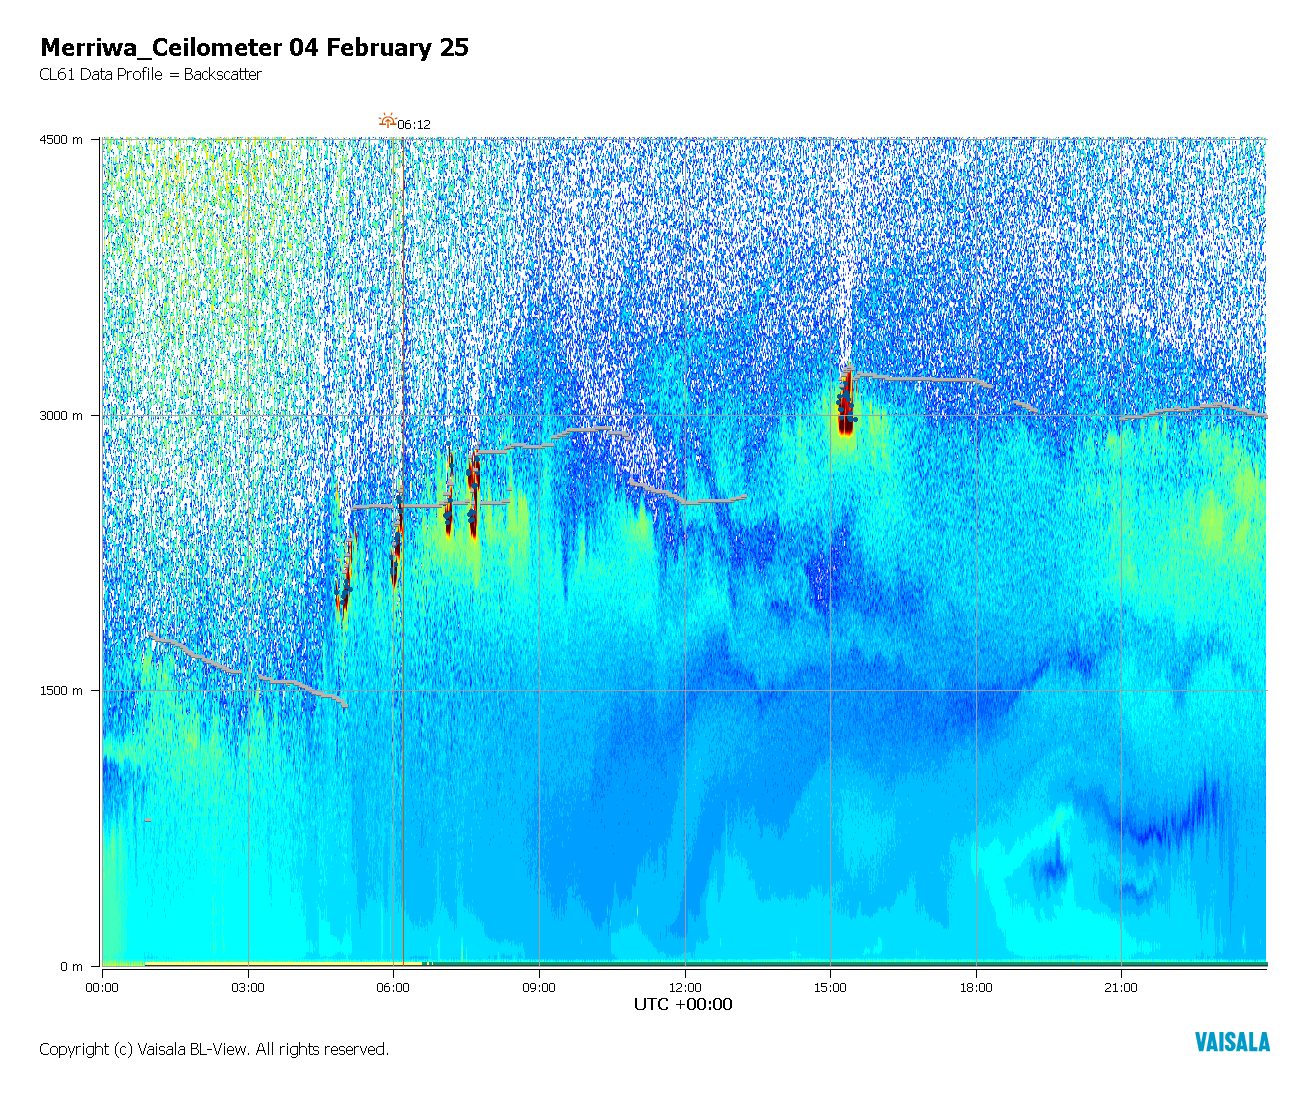 Merriwa_Ceilometer 04 February 25
CL61 Data Profile = Backscatter
06:12
4500 m
3000 m
1500 m
0 m
00:00 03:00 06:00 09:00 12:00 15:00 18:00 21:00
UTC +00:00
Copyright (c) Vaisala BL-View. All rights reserved.
VAISALA